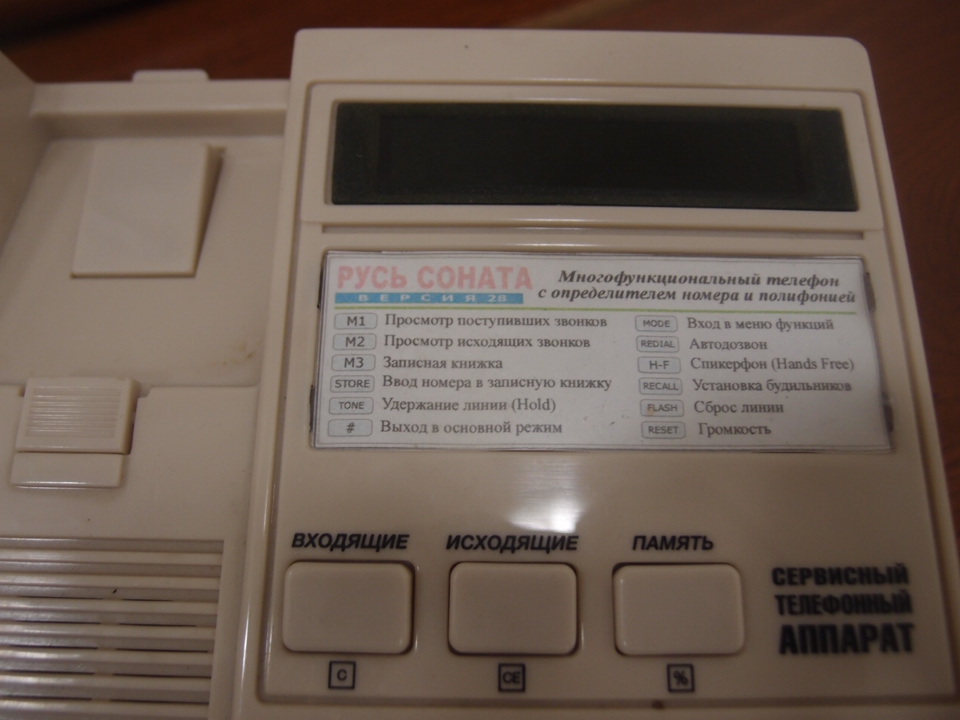 РУСЬ СОНАТА
ВЕРСИЯ 28
Многофункциональный телефон
с определителем номера и полифонией
M1 Просмотр поступивших звонков
M2 Просмотр исходящих звонков
M3 Записная книжка
STORE Ввод номера в записную книжку
TONE Удержание линии (Hold)
# Выход в основной режим
MODE Вход в меню функций
REDIAL Автодозвон
H-F Спикерфон (Hands Free)
RECALL Установка будильников
FLASH Сброс линии
RESET Громкость
ВХОДЯЩИЕ
ИСХОДЯЩИЕ
ПАМЯТЬ
C
CE
%
СЕРВИСНЫЙ
ТЕЛЕФОННЫЙ
АППАРАТ